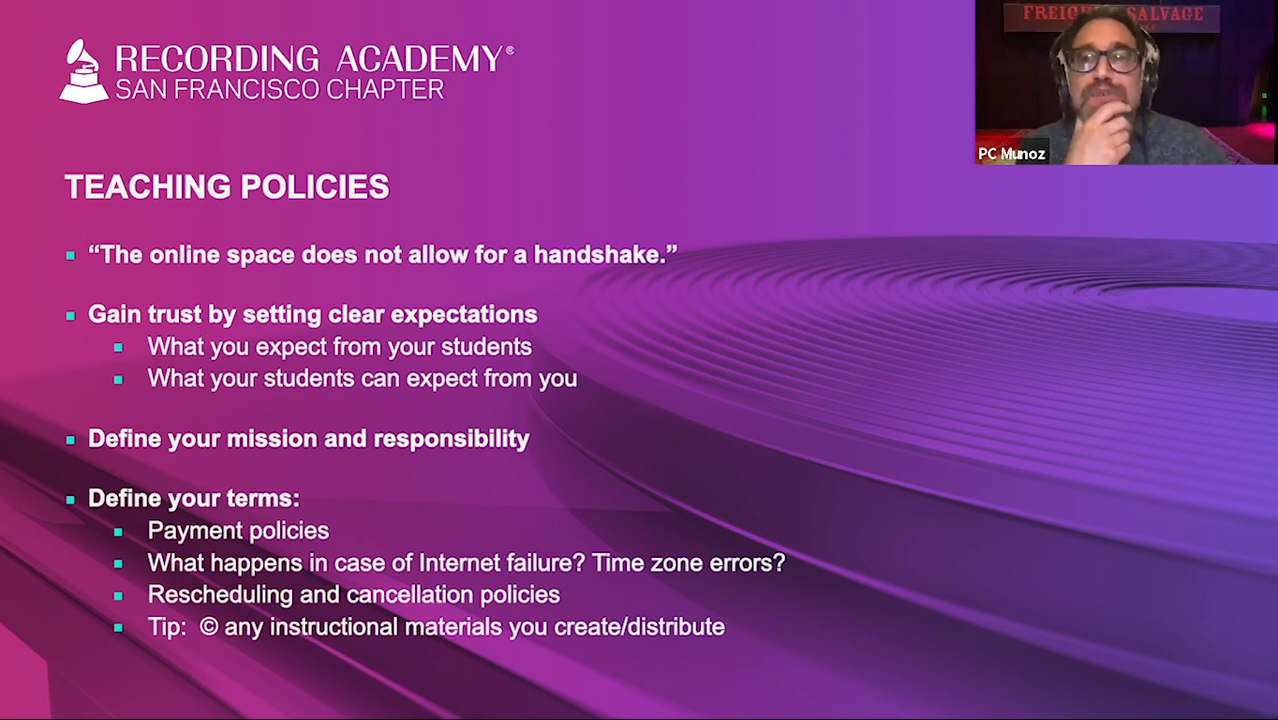 RECORDING ACADEMY®
SAN FRANCISCO CHAPTER
FREIGHT SALVAGE
PC Munoz
TEACHING POLICIES
“The online space does not allow for a handshake.”
Gain trust by setting clear expectations
What you expect from your students
What your students can expect from you
Define your mission and responsibility
Define your terms:
Payment policies
What happens in case of Internet failure? Time zone errors?
Rescheduling and cancellation policies
Tip: © any instructional materials you create/distribute